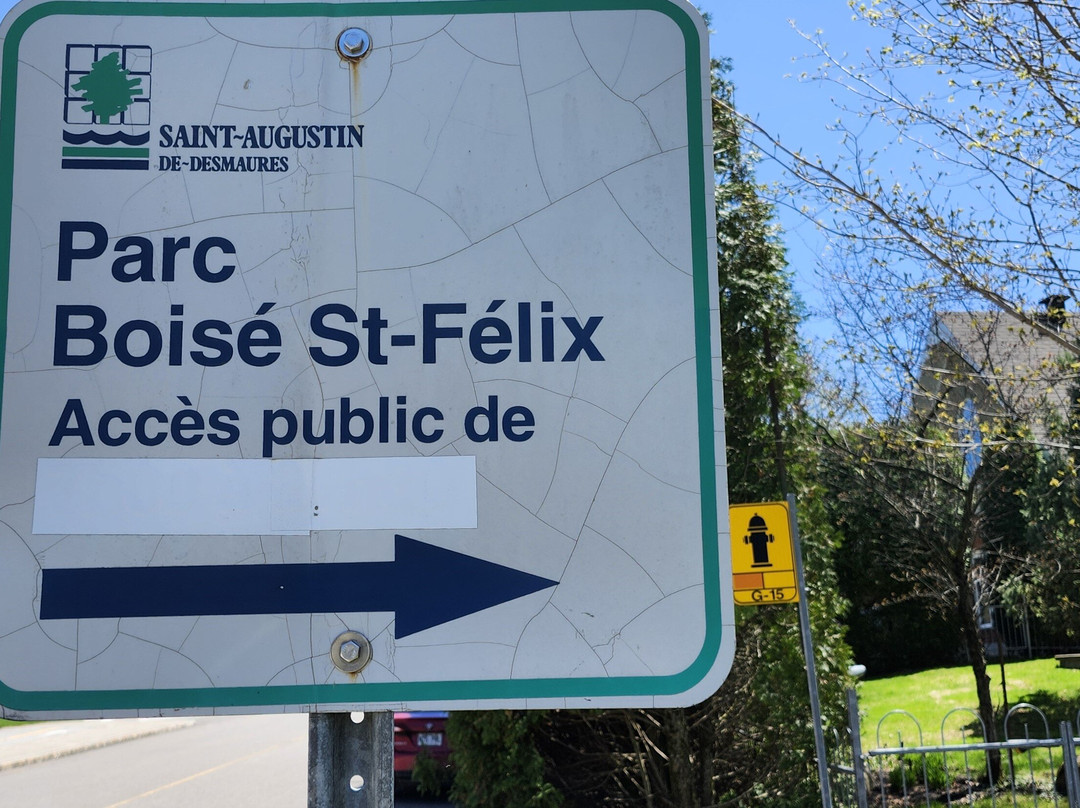 SAINT-AUGUSTIN
DE-DESMAURES
Parc
Boisé St-Félix
Accès public de
G-15